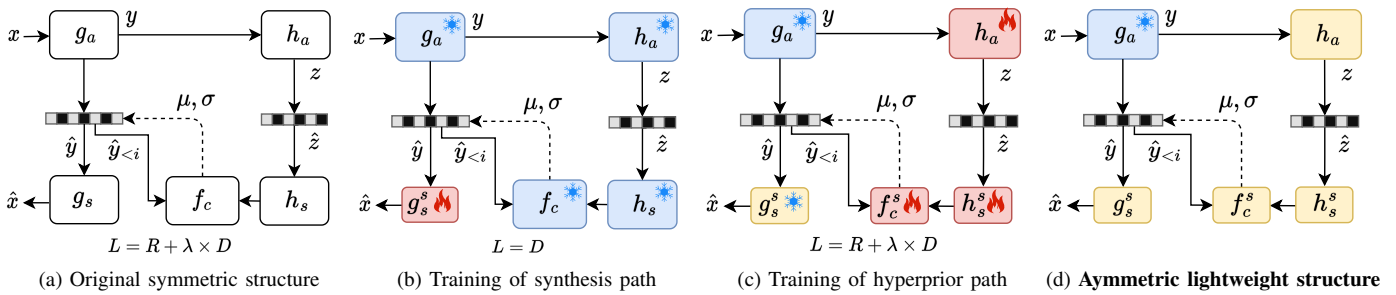 x
g_a
y
h_a
z
μ, σ
ŷ
ŷ_{<i}
ẑ
x̂
g_s
f_c
h_s
L = R + λ × D
(a) Original symmetric structure
x
g_a
y
h_a
z
μ, σ
ŷ
ŷ_{<i}
ẑ
x̂
g_s^s
f_c
h_s
L = D
(b) Training of synthesis path
x
g_a
y
h_a
z
μ, σ
ŷ
ŷ_{<i}
ẑ
x̂
g_s^s
f_c^s
h_s^s
L = R + λ × D
(c) Training of hyperprior path
x
g_a
y
h_a
z
μ, σ
ŷ
ŷ_{<i}
ẑ
x̂
g_s^s
f_c^s
h_s^s
(d) Aymmetric lightweight structure